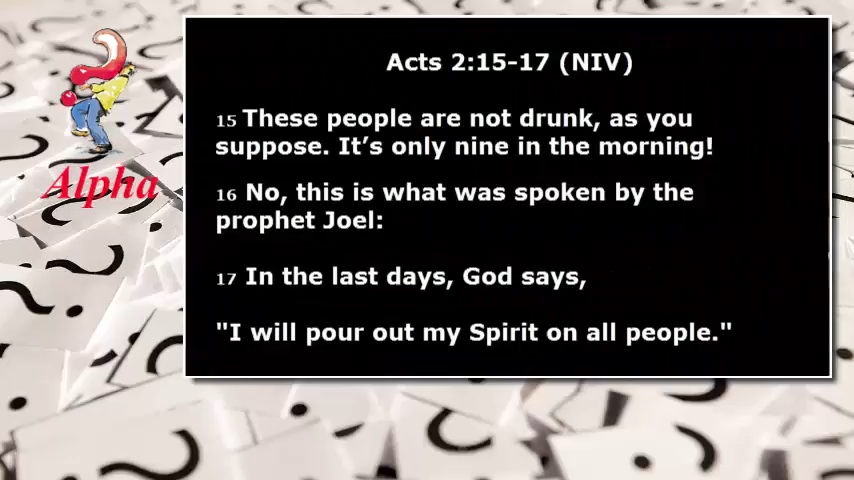 Acts 2:15-17 (NIV)
15 These people are not drunk, as you
suppose. It’s only nine in the morning!
16 No, this is what was spoken by the
prophet Joel:
17 In the last days, God says,
"I will pour out my Spirit on all people."
Alpha